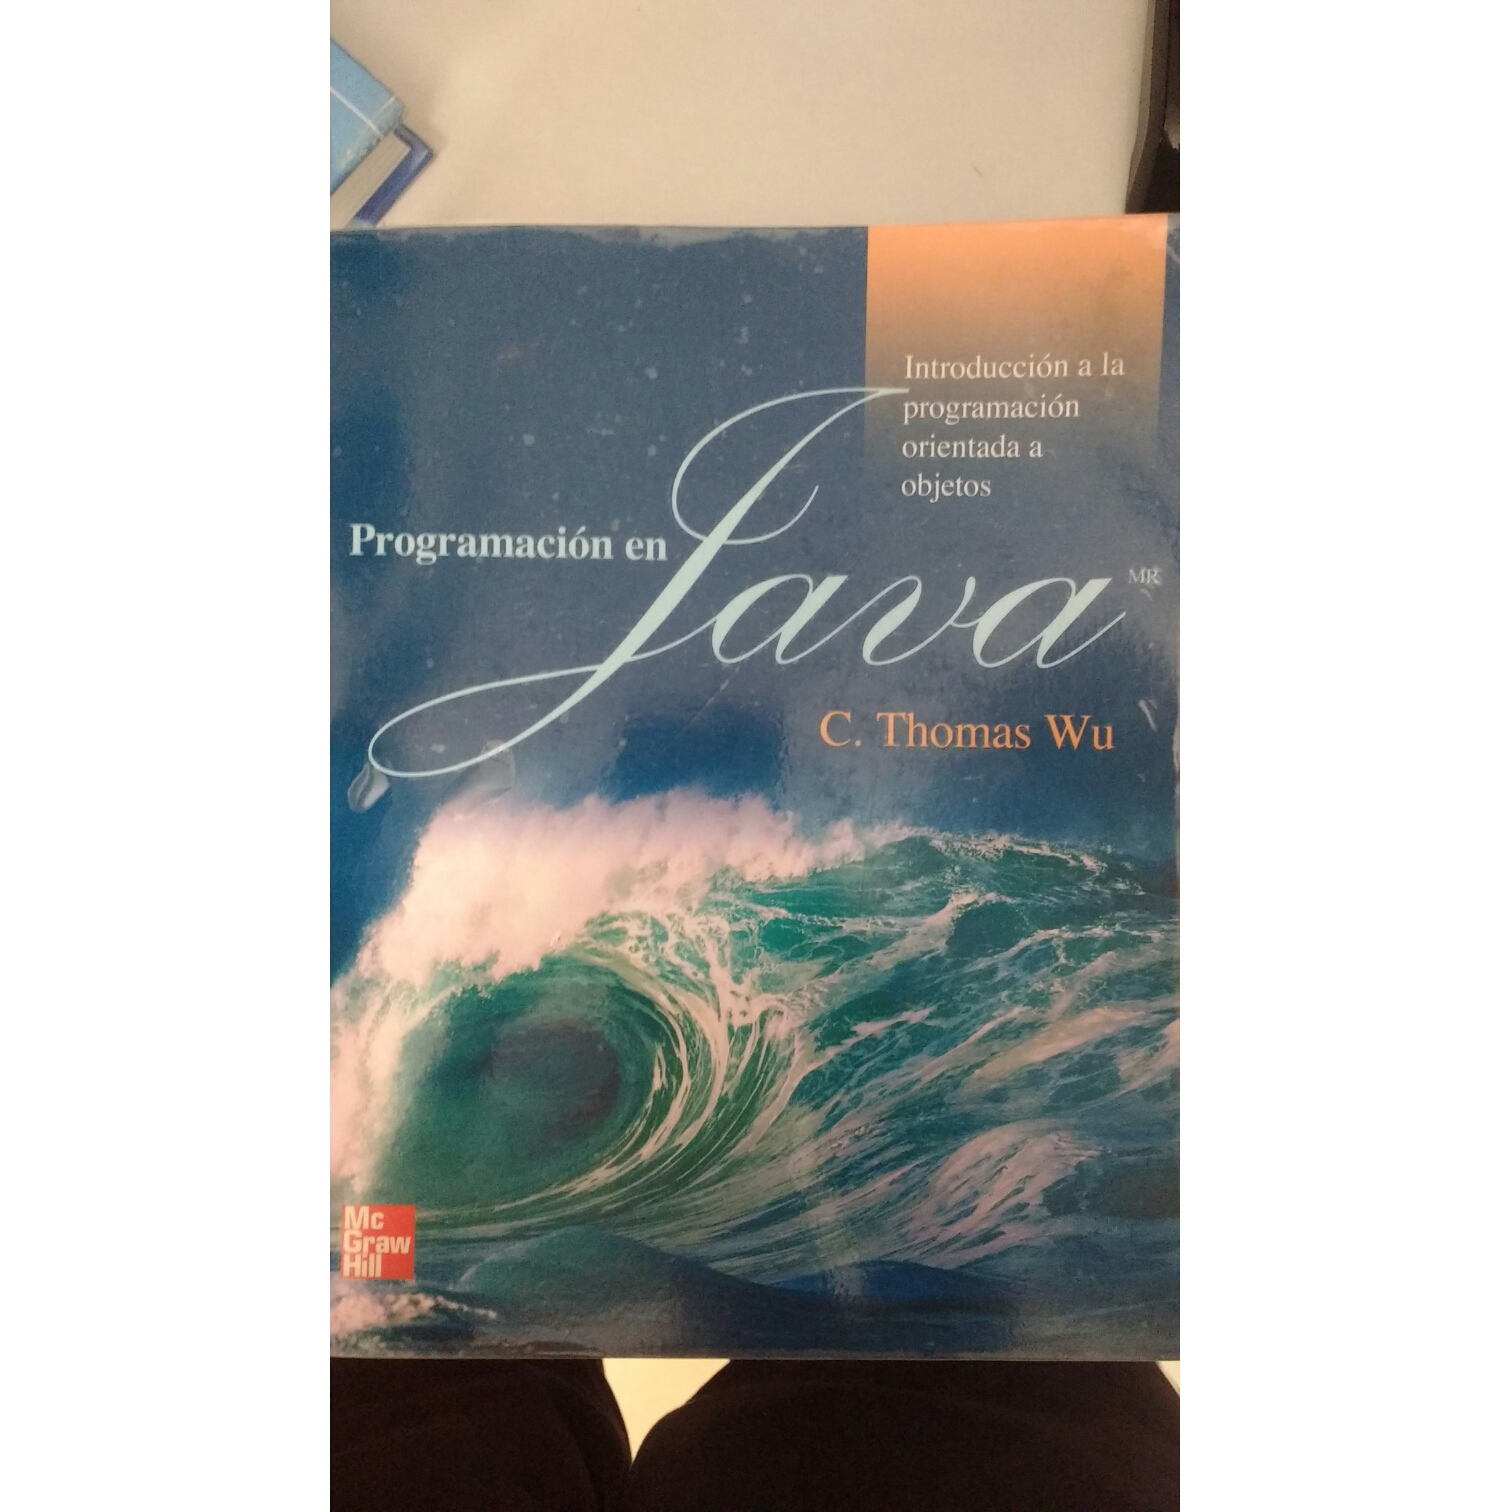 Introducción a la
programación
orientada a
objetos
Programación en
Java MR
C. Thomas Wu
Mc
Graw
Hill